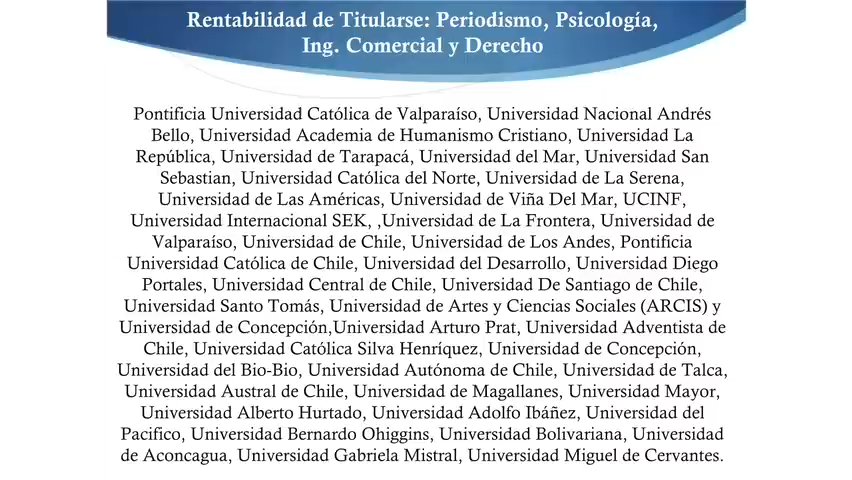 Rentabilidad de Titularse: Periodismo, Psicología,
Ing. Comercial y Derecho
Pontificia Universidad Católica de Valparaíso, Universidad Nacional Andrés
Bello, Universidad Academia de Humanismo Cristiano, Universidad La
República, Universidad de Tarapacá, Universidad del Mar, Universidad San
Sebastian, Universidad Católica del Norte, Universidad de La Serena,
Universidad de Las Américas, Universidad de Viña Del Mar, UCINF,
Universidad Internacional SEK, ,Universidad de La Frontera, Universidad de
Valparaíso, Universidad de Chile, Universidad de Los Andes, Pontificia
Universidad Católica de Chile, Universidad del Desarrollo, Universidad Diego
Portales, Universidad Central de Chile, Universidad De Santiago de Chile,
Universidad Santo Tomás, Universidad de Artes y Ciencias Sociales (ARCIS) y
Universidad de Concepción,Universidad Arturo Prat, Universidad Adventista de
Chile, Universidad Católica Silva Henríquez, Universidad de Concepción,
Universidad del Bio-Bio, Universidad Autónoma de Chile, Universidad de Talca,
Universidad Austral de Chile, Universidad de Magallanes, Universidad Mayor,
Universidad Alberto Hurtado, Universidad Adolfo Ibáñez, Universidad del
Pacifico, Universidad Bernardo Ohiggins, Universidad Bolivariana, Universidad
de Aconcagua, Universidad Gabriela Mistral, Universidad Miguel de Cervantes.